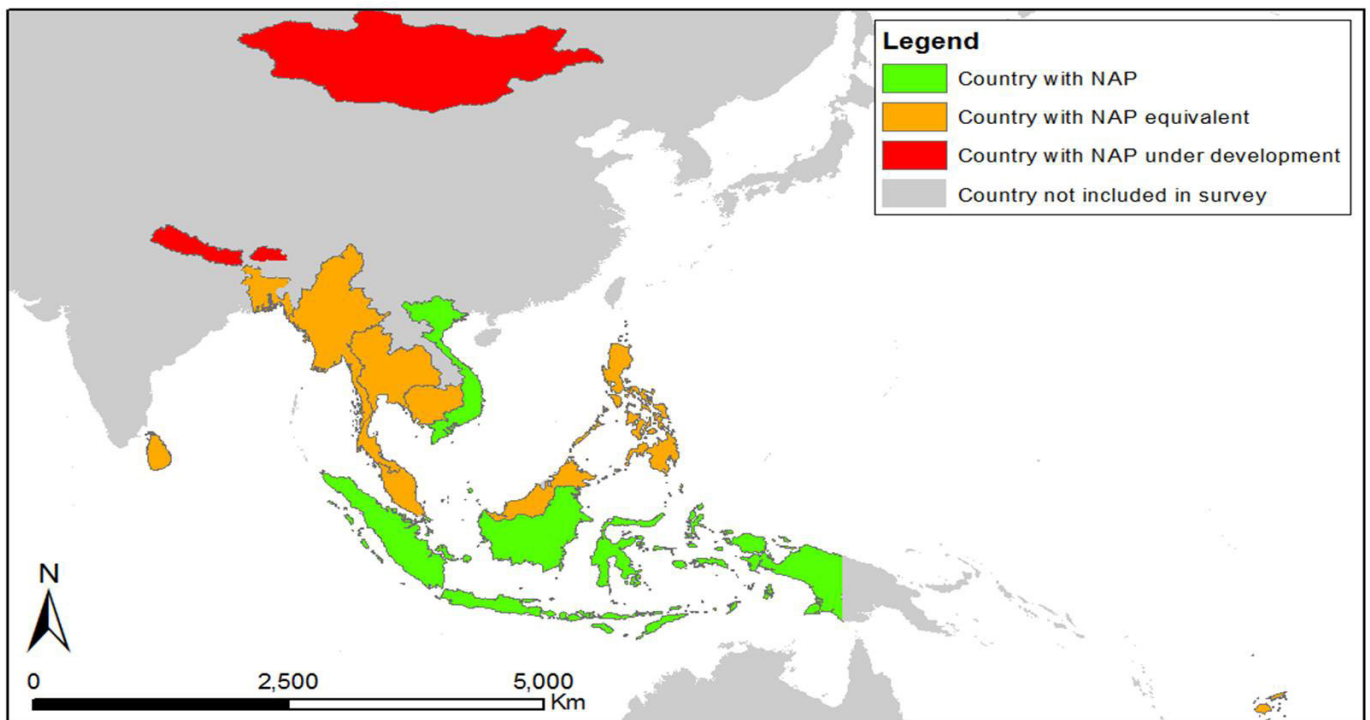 Legend
Country with NAP
Country with NAP equivalent
Country with NAP under development
Country not included in survey
N
0 2,500 5,000
Km